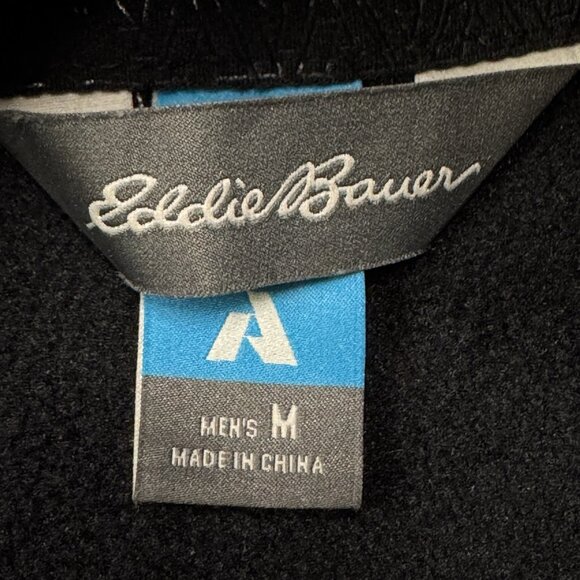 Eddie Bauer
A
MEN'S M
MADE IN CHINA